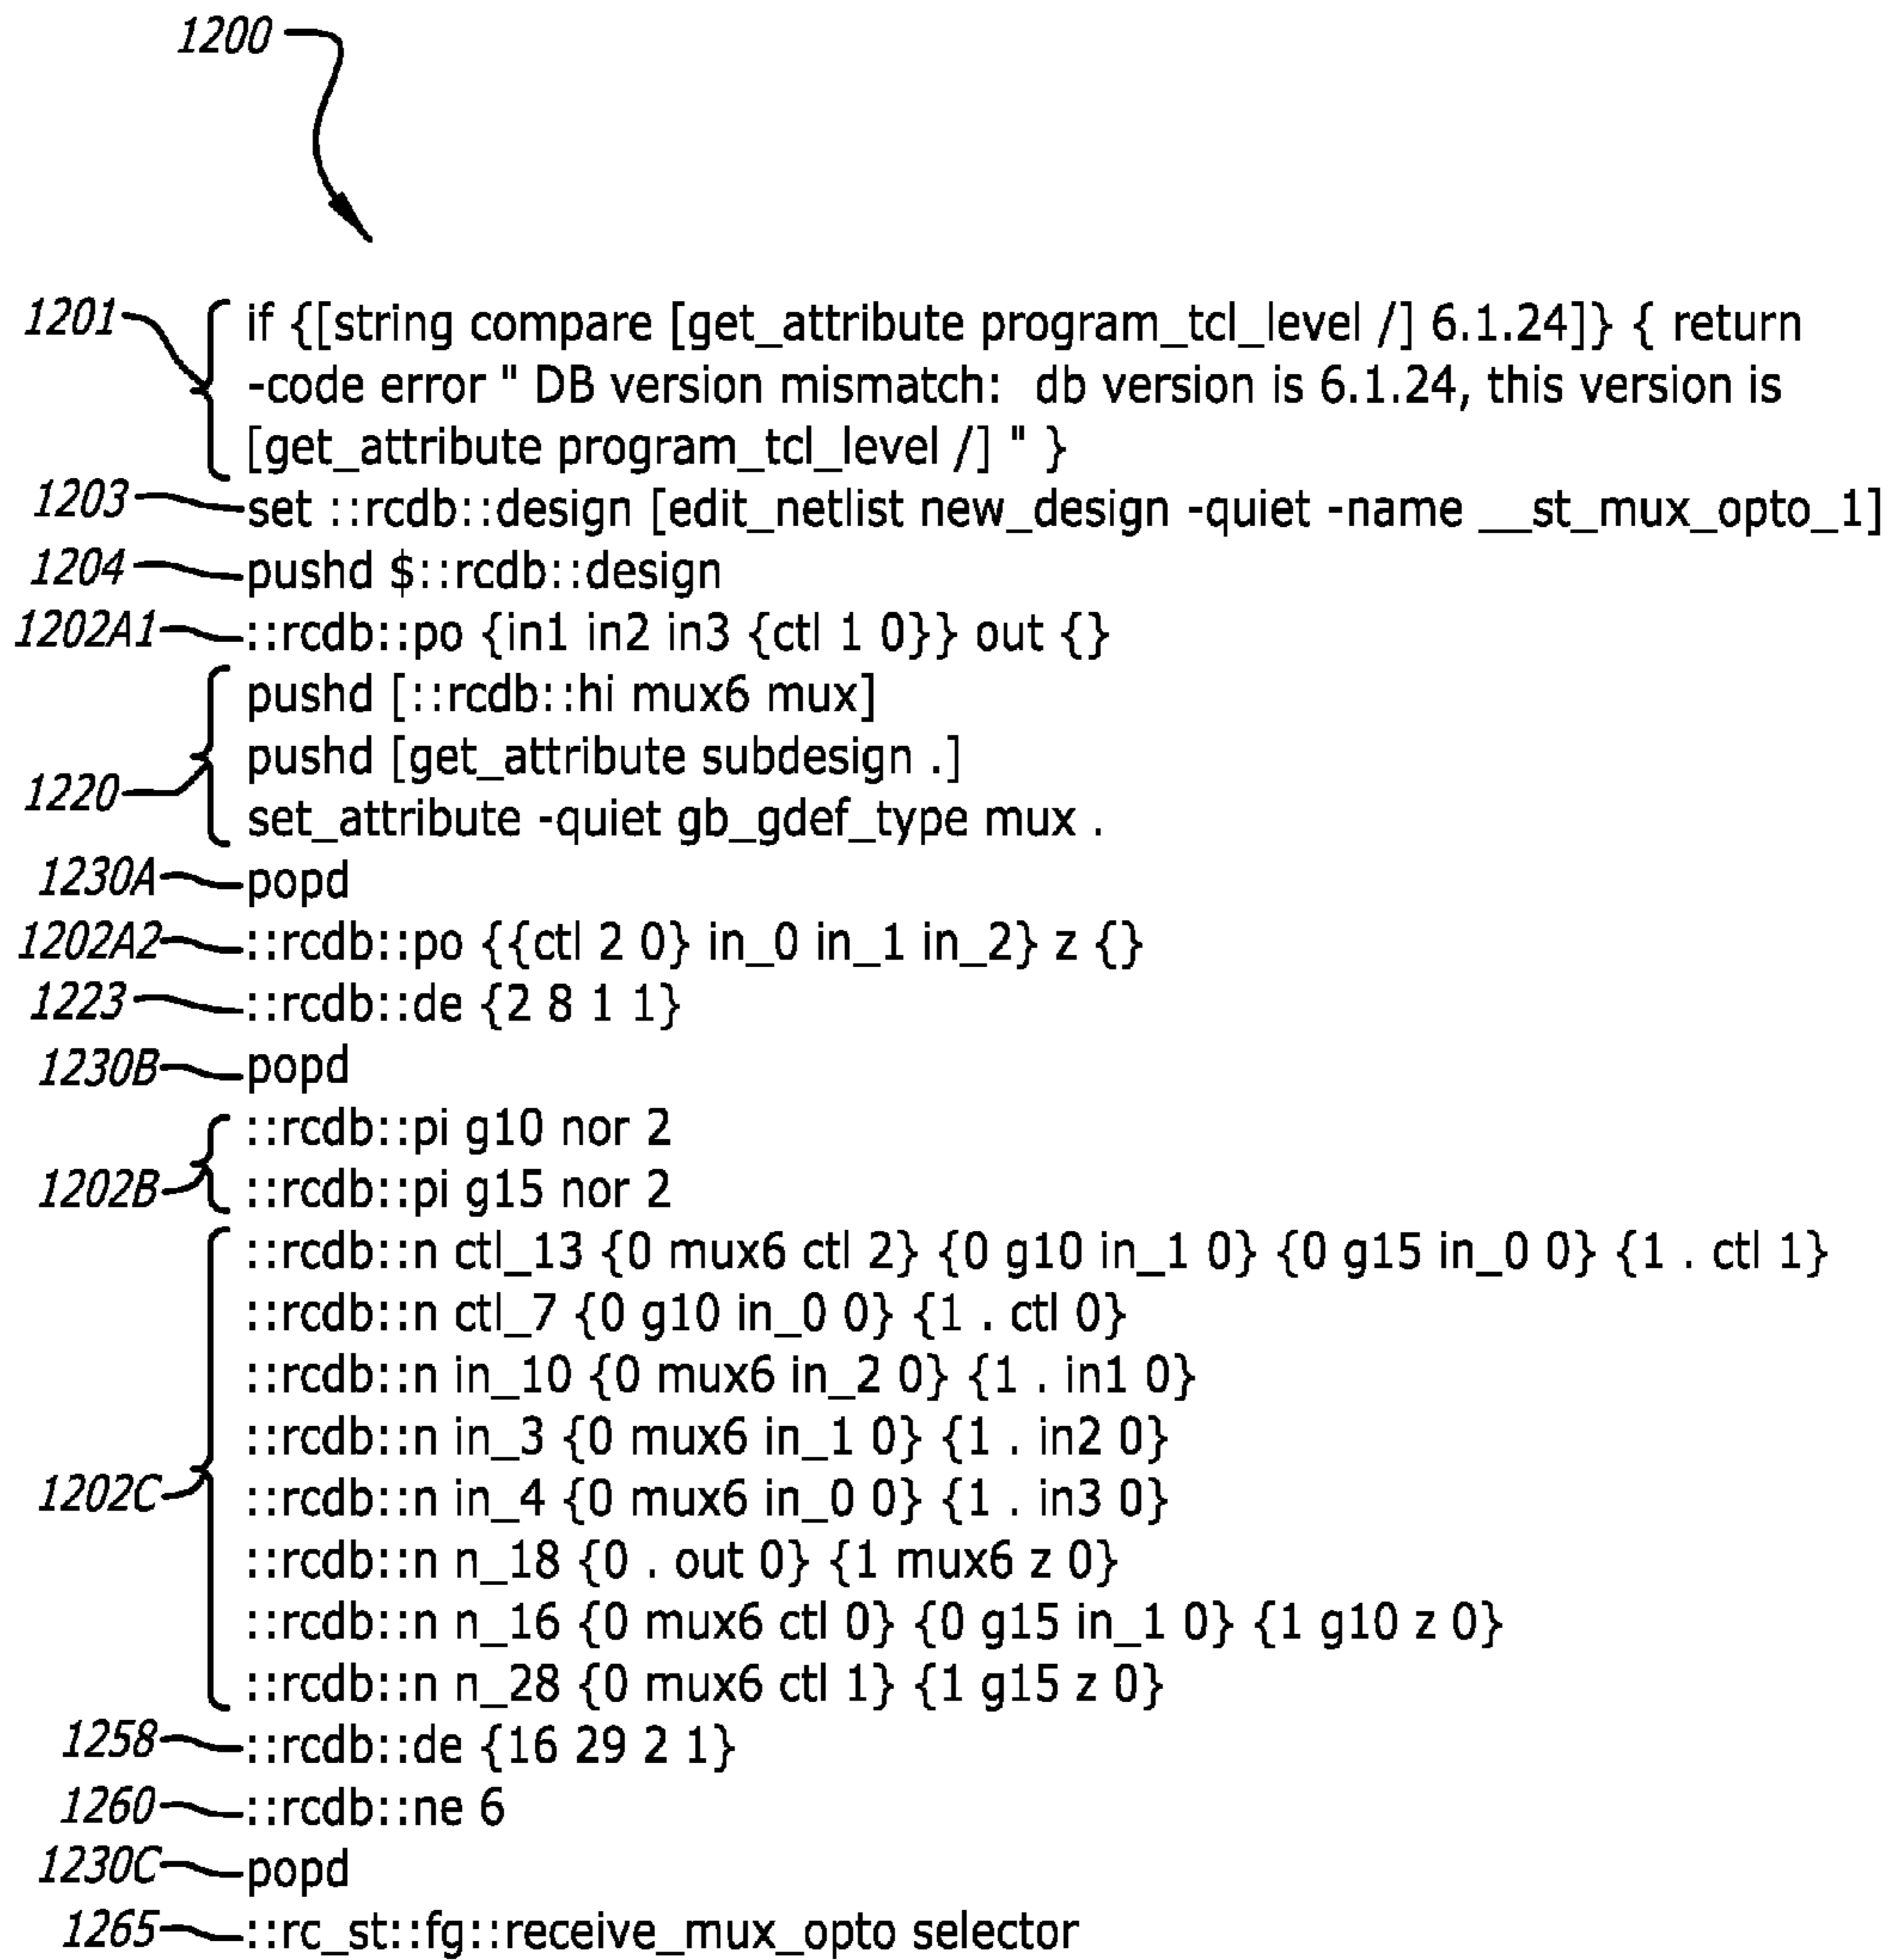 1200
1201 if {[string compare [get_attribute program_tcl_level /] 6.1.24]} { return
-code error " DB version mismatch:  db version is 6.1.24, this version is
[get_attribute program_tcl_level /] " }
1203 set ::rcdb::design [edit_netlist new_design -quiet -name __st_mux_opto_1]
1204 pushd $::rcdb::design
1202A1 ::rcdb::po {in1 in2 in3 {ctl 1 0}} out {}
pushd [::rcdb::hi mux6 mux]
pushd [get_attribute subdesign .]
1220 set_attribute -quiet gb_gdef_type mux .
1230A popd
1202A2 ::rcdb::po {{ctl 2 0} in_0 in_1 in_2} z {}
1223 ::rcdb::de {2 8 1 1}
1230B popd
::rcdb::pi g10 nor 2
1202B ::rcdb::pi g15 nor 2
::rcdb::n ctl_13 {0 mux6 ctl 2} {0 g10 in_1 0} {0 g15 in_0 0} {1 . ctl 1}
::rcdb::n ctl_7 {0 g10 in_0 0} {1 . ctl 0}
::rcdb::n in_10 {0 mux6 in_2 0} {1 . in1 0}
::rcdb::n in_3 {0 mux6 in_1 0} {1 . in2 0}
1202C ::rcdb::n in_4 {0 mux6 in_0 0} {1 . in3 0}
::rcdb::n n_18 {0 . out 0} {1 mux6 z 0}
::rcdb::n n_16 {0 mux6 ctl 0} {0 g15 in_1 0} {1 g10 z 0}
::rcdb::n n_28 {0 mux6 ctl 1} {1 g15 z 0}
1258 ::rcdb::de {16 29 2 1}
1260 ::rcdb::ne 6
1230C popd
1265 ::rc_st::fg::receive_mux_opto selector